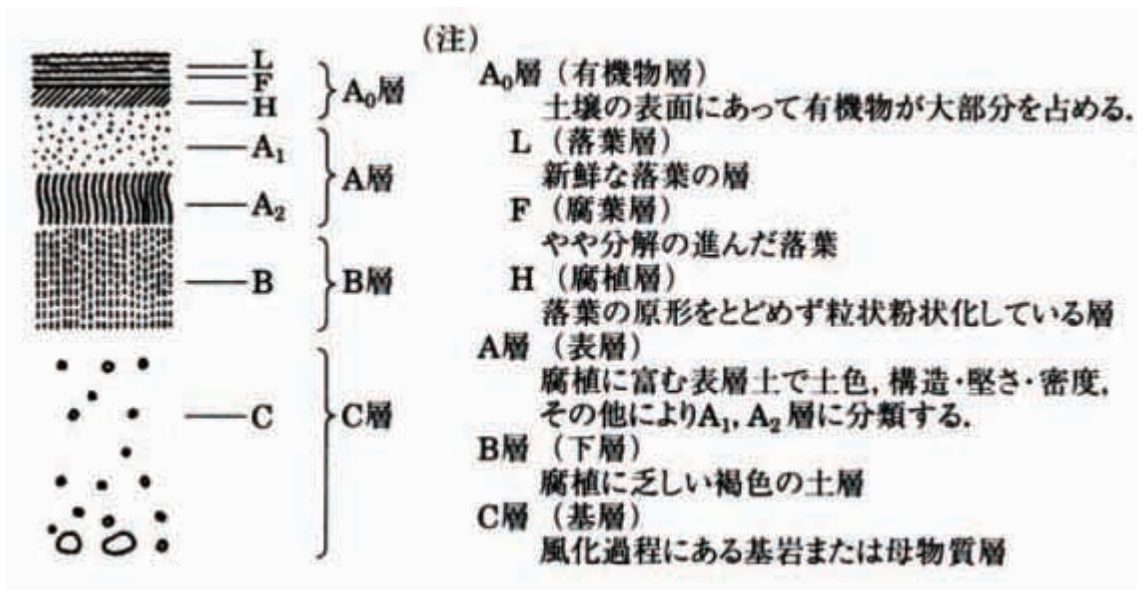 L
F
H
A₀層
A₁
A₂
A層
B
B層
C
C層
(注)
A₀層（有機物層）
土壌の表面にあって有機物が大部分を占める.
L（落葉層）
新鮮な落葉の層
F（腐葉層）
やや分解の進んだ落葉
H（腐植層）
落葉の原形をとどめず粒状粉状化している層
A層（表層）
腐植に富む表層土で土色, 構造・堅さ・密度,
その他によりA₁, A₂層に分類する.
B層（下層）
腐植に乏しい褐色の土層
C層（基層）
風化過程にある基岩または母物質層